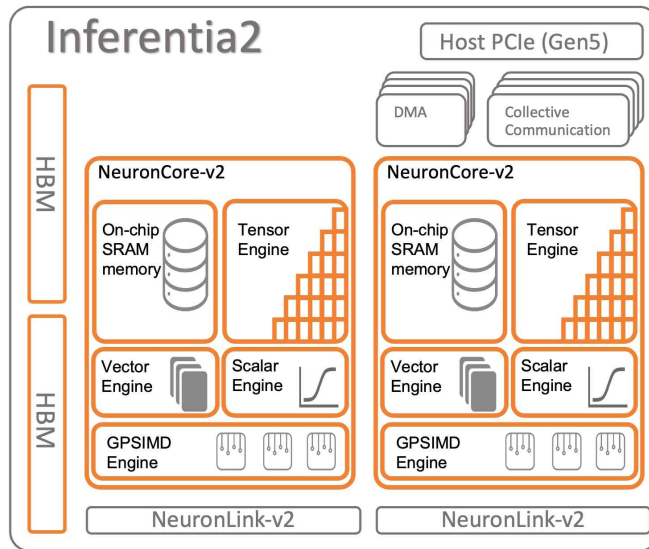 Inferentia2
Host PCIe (Gen5)
DMA
Collective
Communication
HBM
HBM
NeuronCore-v2
On-chip
SRAM
memory
Tensor
Engine
Vector
Engine
Scalar
Engine
GPSIMD
Engine
NeuronCore-v2
On-chip
SRAM
memory
Tensor
Engine
Vector
Engine
Scalar
Engine
GPSIMD
Engine
NeuronLink-v2
NeuronLink-v2